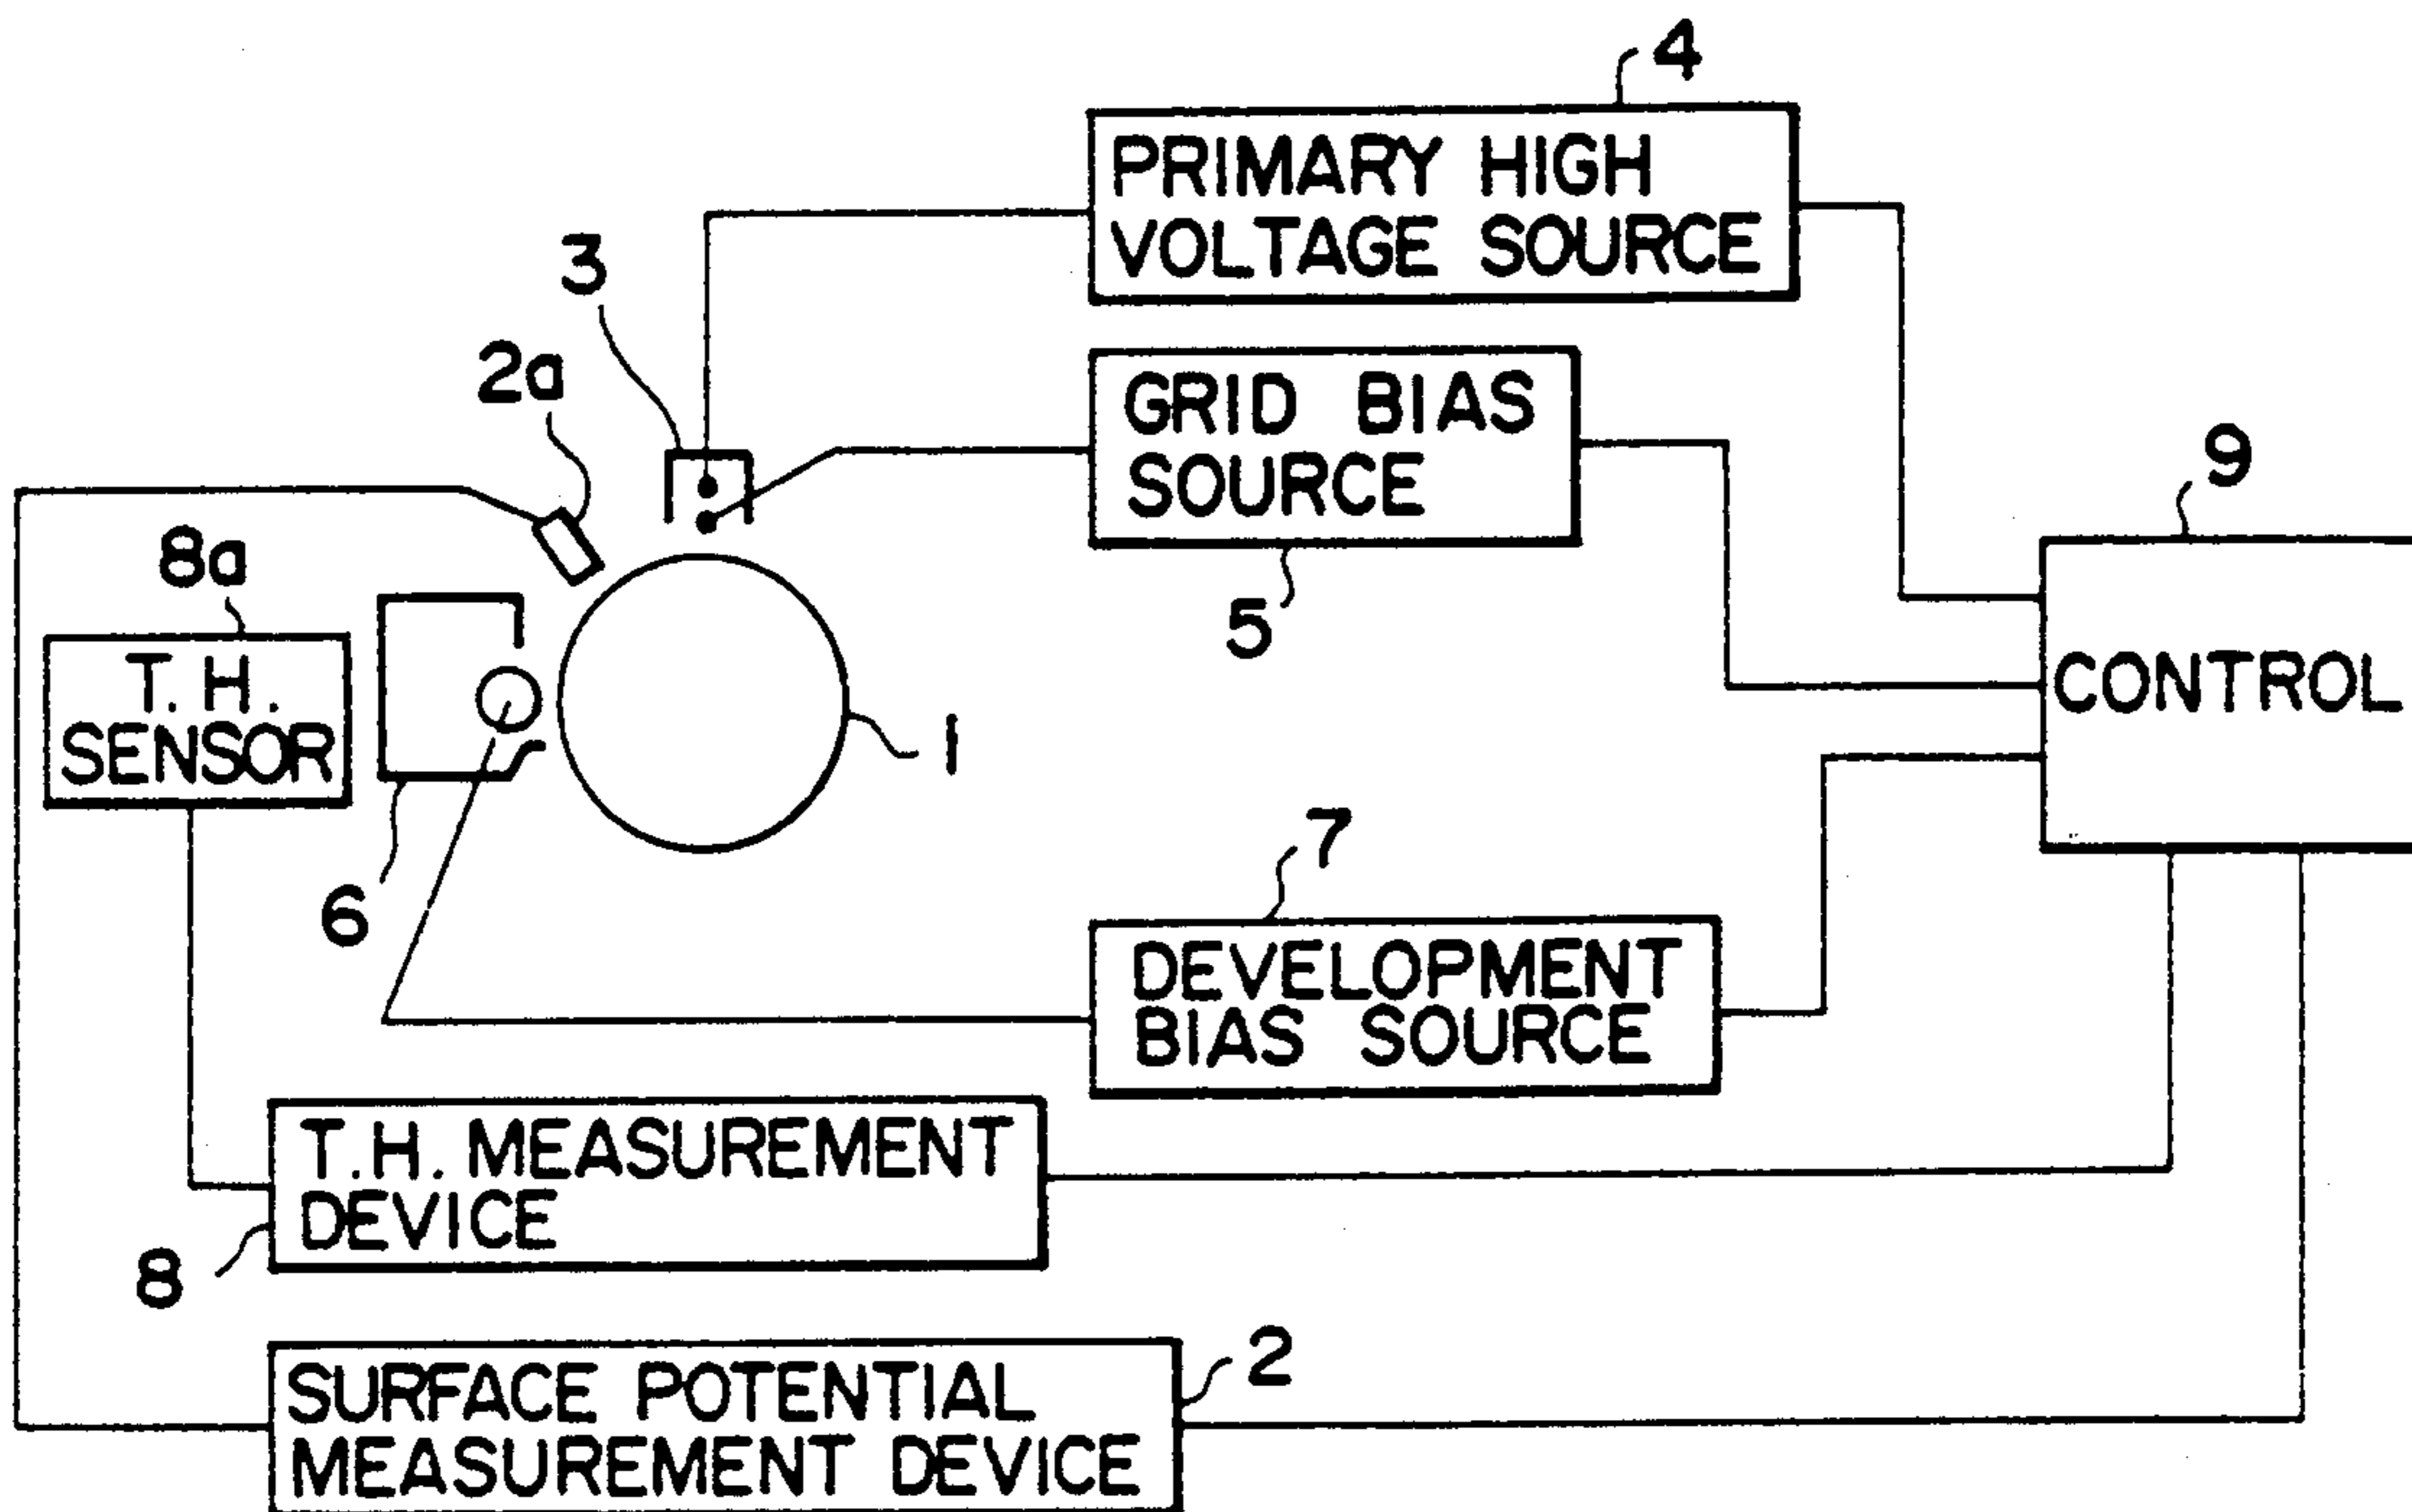 4
PRIMARY HIGH
VOLTAGE SOURCE
3
2a
GRID BIAS
SOURCE
5
9
CONTROL
8a
T. H.
SENSOR
1
6
7
DEVELOPMENT
BIAS SOURCE
T.H. MEASUREMENT
DEVICE
8
2
SURFACE POTENTIAL
MEASUREMENT DEVICE